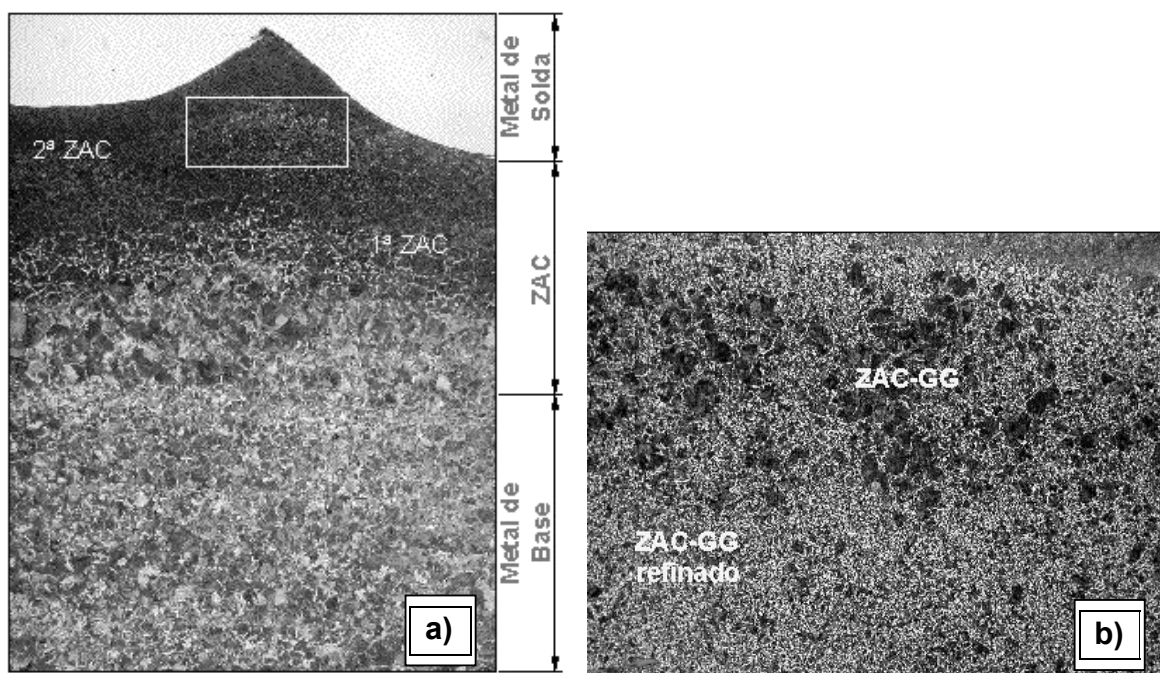 2ª ZAC
1ª ZAC
Metal de
Solda
ZAC
Metal de
Base
a)
ZAC-GG
ZAC-GG
refinado
b)